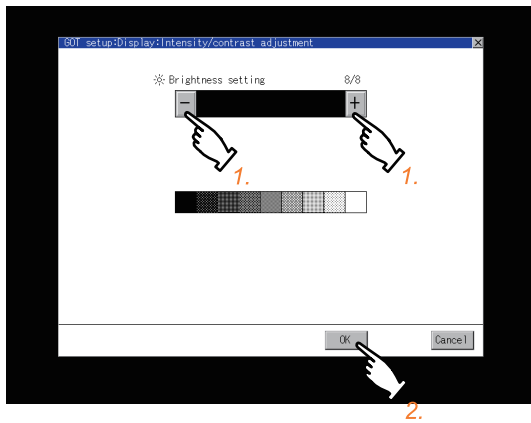 GOT setup:Display:Intensity/contrast adjustment
Brightness setting 8/8
− +
1. 1.
OK Cancel
2.